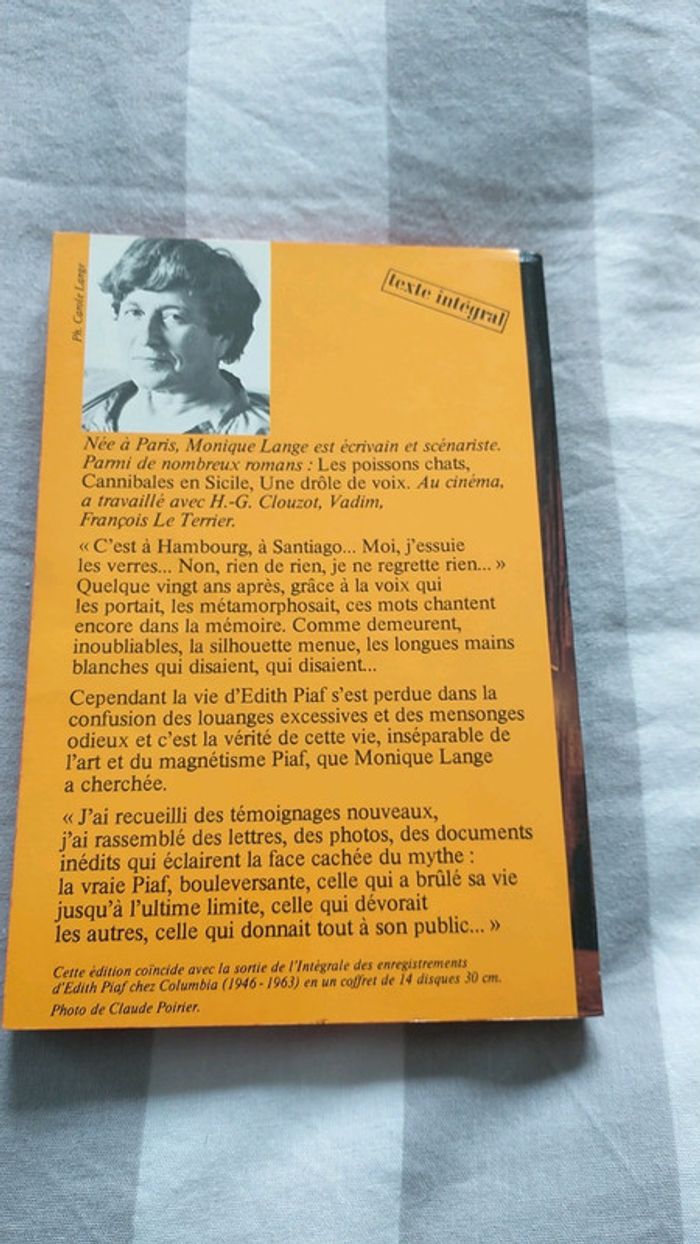 Ph. Carole Lange
texte intégral
Née à Paris, Monique Lange est écrivain et scénariste.
Parmi de nombreux romans : Les poissons chats,
Cannibales en Sicile, Une drôle de voix. Au cinéma,
a travaillé avec H.-G. Clouzot, Vadim,
François Le Terrier.
« C'est à Hambourg, à Santiago... Moi, j'essuie
les verres... Non, rien de rien, je ne regrette rien... »
Quelque vingt ans après, grâce à la voix qui
les portait, les métamorphosait, ces mots chantent
encore dans la mémoire. Comme demeurent,
inoubliables, la silhouette menue, les longues mains
blanches qui disaient, qui disaient...
Cependant la vie d'Edith Piaf s'est perdue dans la
confusion des louanges excessives et des mensonges
odieux et c'est la vérité de cette vie, inséparable de
l'art et du magnétisme Piaf, que Monique Lange
a cherchée.
« J'ai recueilli des témoignages nouveaux,
j'ai rassemblé des lettres, des photos, des documents
inédits qui éclairent la face cachée du mythe :
la vraie Piaf, bouleversante, celle qui a brûlé sa vie
jusqu'à l'ultime limite, celle qui dévorait
les autres, celle qui donnait tout à son public... »
Cette édition coïncide avec la sortie de l'Intégrale des enregistrements
d'Edith Piaf chez Columbia (1946-1963) en un coffret de 14 disques 30 cm.
Photo de Claude Poirier.